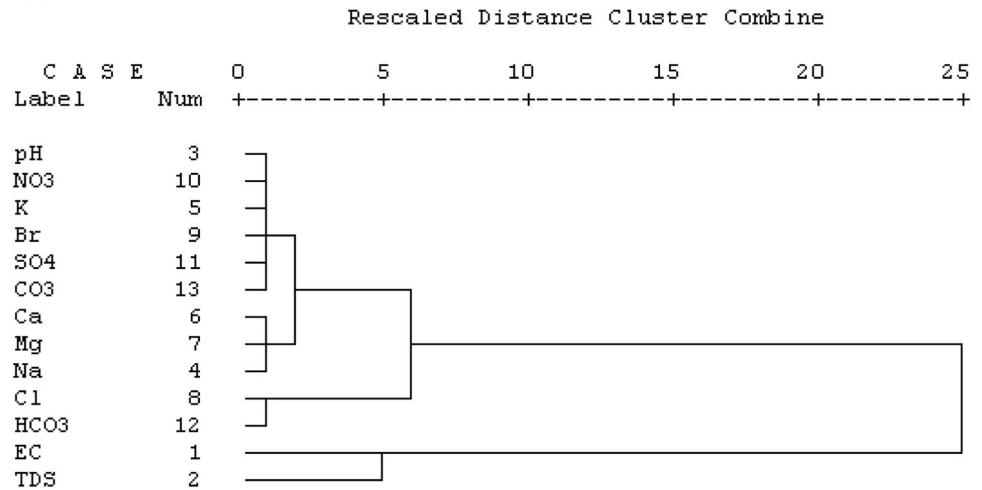 Rescaled Distance Cluster Combine
C A S E 0 5 10 15 20 25
Label Num +---------+---------+---------+---------+---------+
pH 3
NO3 10
K 5
Br 9
SO4 11
CO3 13
Ca 6
Mg 7
Na 4
Cl 8
HCO3 12
EC 1
TDS 2